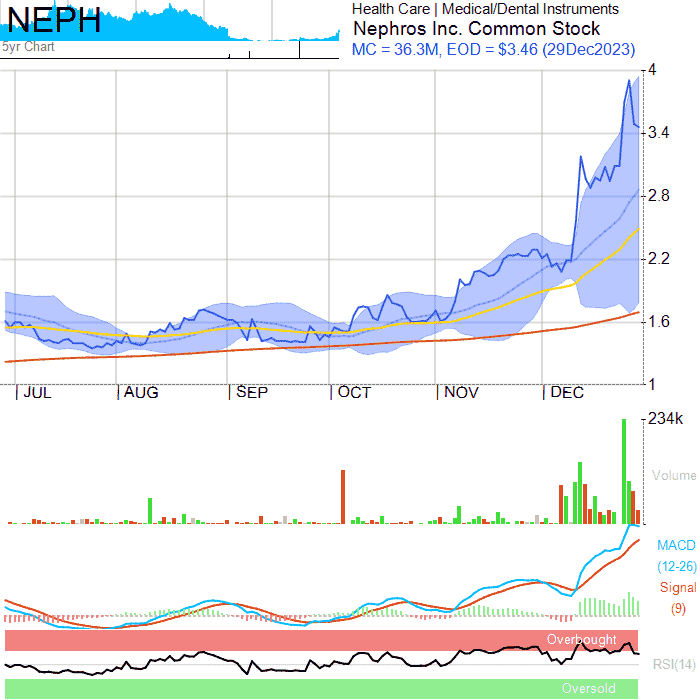 NEPH
5yr Chart
Health Care | Medical/Dental Instruments
Nephros Inc. Common Stock
MC = 36.3M, EOD = $3.46 (29Dec2023)
4
3.4
2.8
2.2
1.6
1
JUL AUG SEP OCT NOV DEC
234k
Volume
MACD
(12-26)
Signal
(9)
Overbought
RSI(14)
Oversold